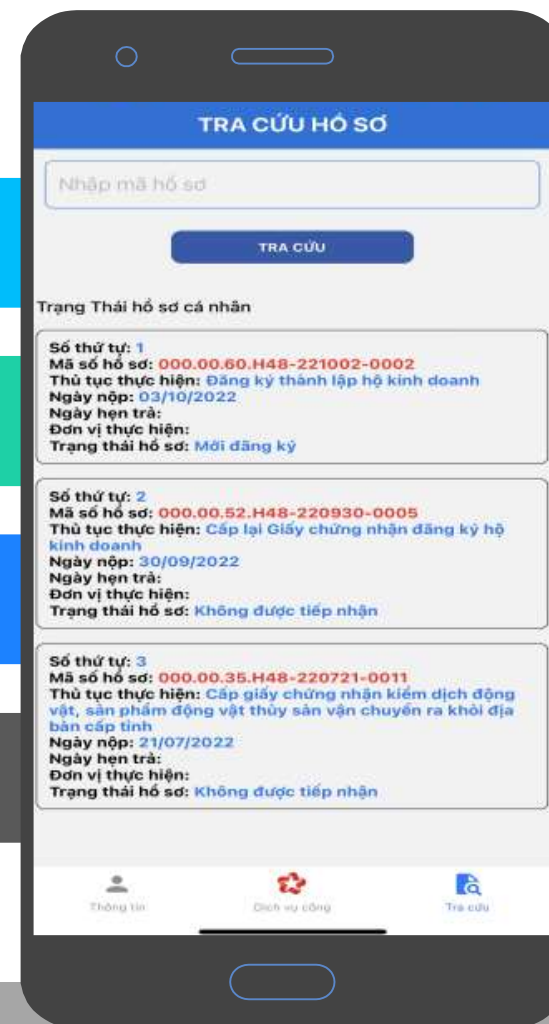 TRA CỨU HỒ SƠ
Nhập mã hồ sơ
TRA CỨU
Trạng Thái hồ sơ cá nhân
Số thứ tự: 1
Mã số hồ sơ: 000.00.60.H48-221002-0002
Thủ tục thực hiện: Đăng ký thành lập hộ kinh doanh
Ngày nộp: 03/10/2022
Ngày hẹn trả:
Đơn vị thực hiện:
Trạng thái hồ sơ: Mới đăng ký
Số thứ tự: 2
Mã số hồ sơ: 000.00.52.H48-220930-0005
Thủ tục thực hiện: Cấp lại Giấy chứng nhận đăng ký hộ
kinh doanh
Ngày nộp: 30/09/2022
Ngày hẹn trả:
Đơn vị thực hiện:
Trạng thái hồ sơ: Không được tiếp nhận
Số thứ tự: 3
Mã số hồ sơ: 000.00.35.H48-220721-0011
Thủ tục thực hiện: Cấp giấy chứng nhận kiểm dịch động
vật, sản phẩm động vật thủy sản vận chuyển ra khỏi địa
bàn cấp tỉnh
Ngày nộp: 21/07/2022
Ngày hẹn trả:
Đơn vị thực hiện:
Trạng thái hồ sơ: Không được tiếp nhận
Thông tin Dịch vụ công Tra cứu